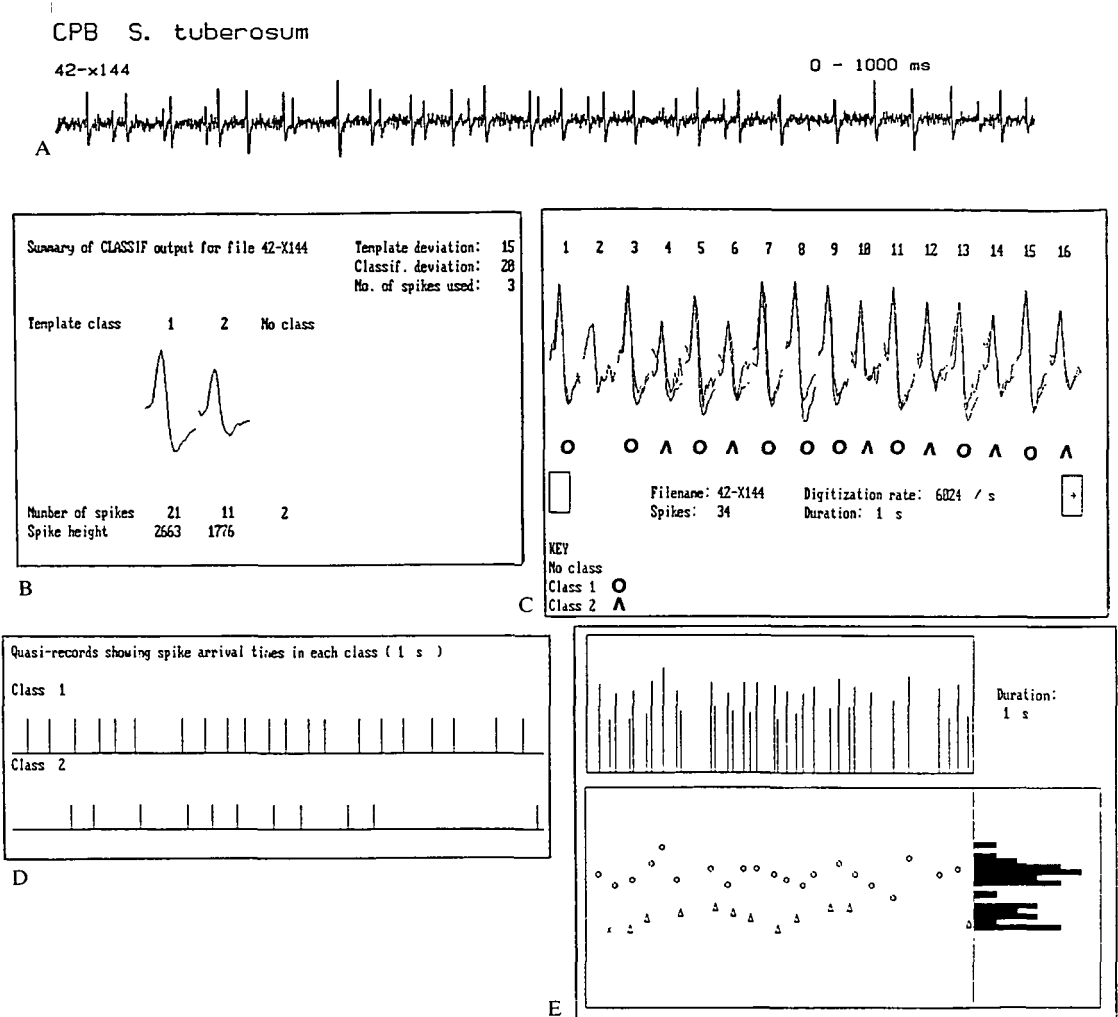 CPB S. tuberosum
42-x144
0 - 1000 ms
A
Summary of CLASSIF output for file 42-X144
Template deviation: 15
Classif. deviation: 20
No. of spikes used: 3
Template class 1 2 No class
Number of spikes 21 11 2
Spike height 2663 1776
B
1 2 3 4 5 6 7 8 9 10 11 12 13 14 15 16
O O Λ O Λ O O O Λ O Λ O Λ O Λ
Filename: 42-X144 Digitization rate: 6024 / s
Spikes: 34 Duration: 1 s
KEY
No class
Class 1 O
Class 2 Λ
C
Quasi-records showing spike arrival times in each class ( 1 s )
Class 1
Class 2
D
Duration:
1 s
E